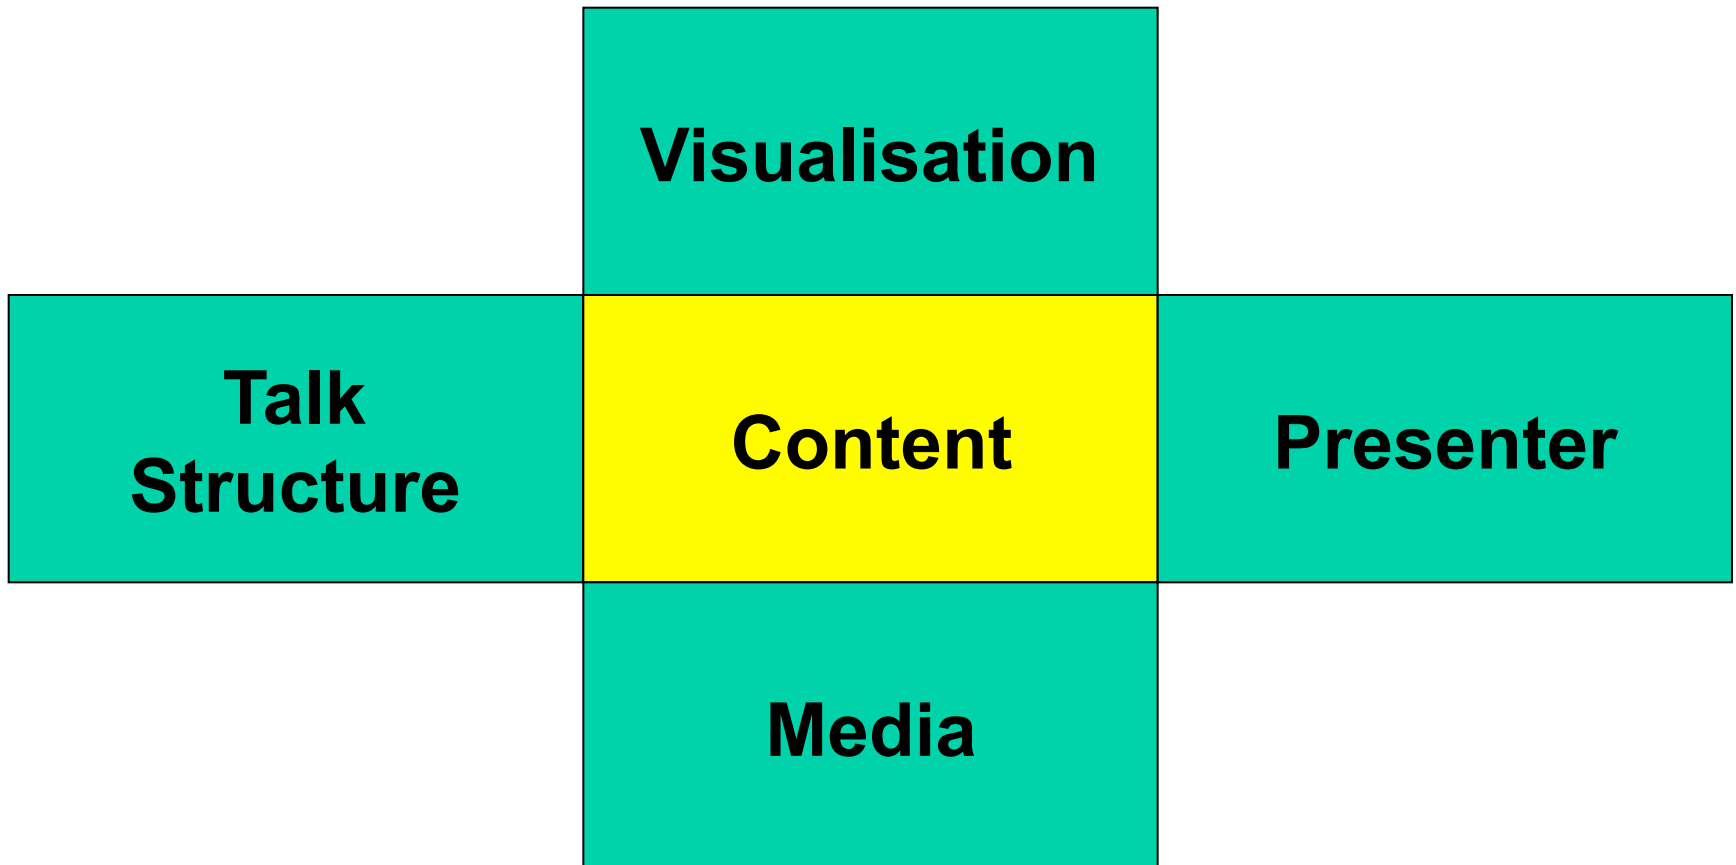 Visualisation
Talk
Structure
Content
Presenter
Media